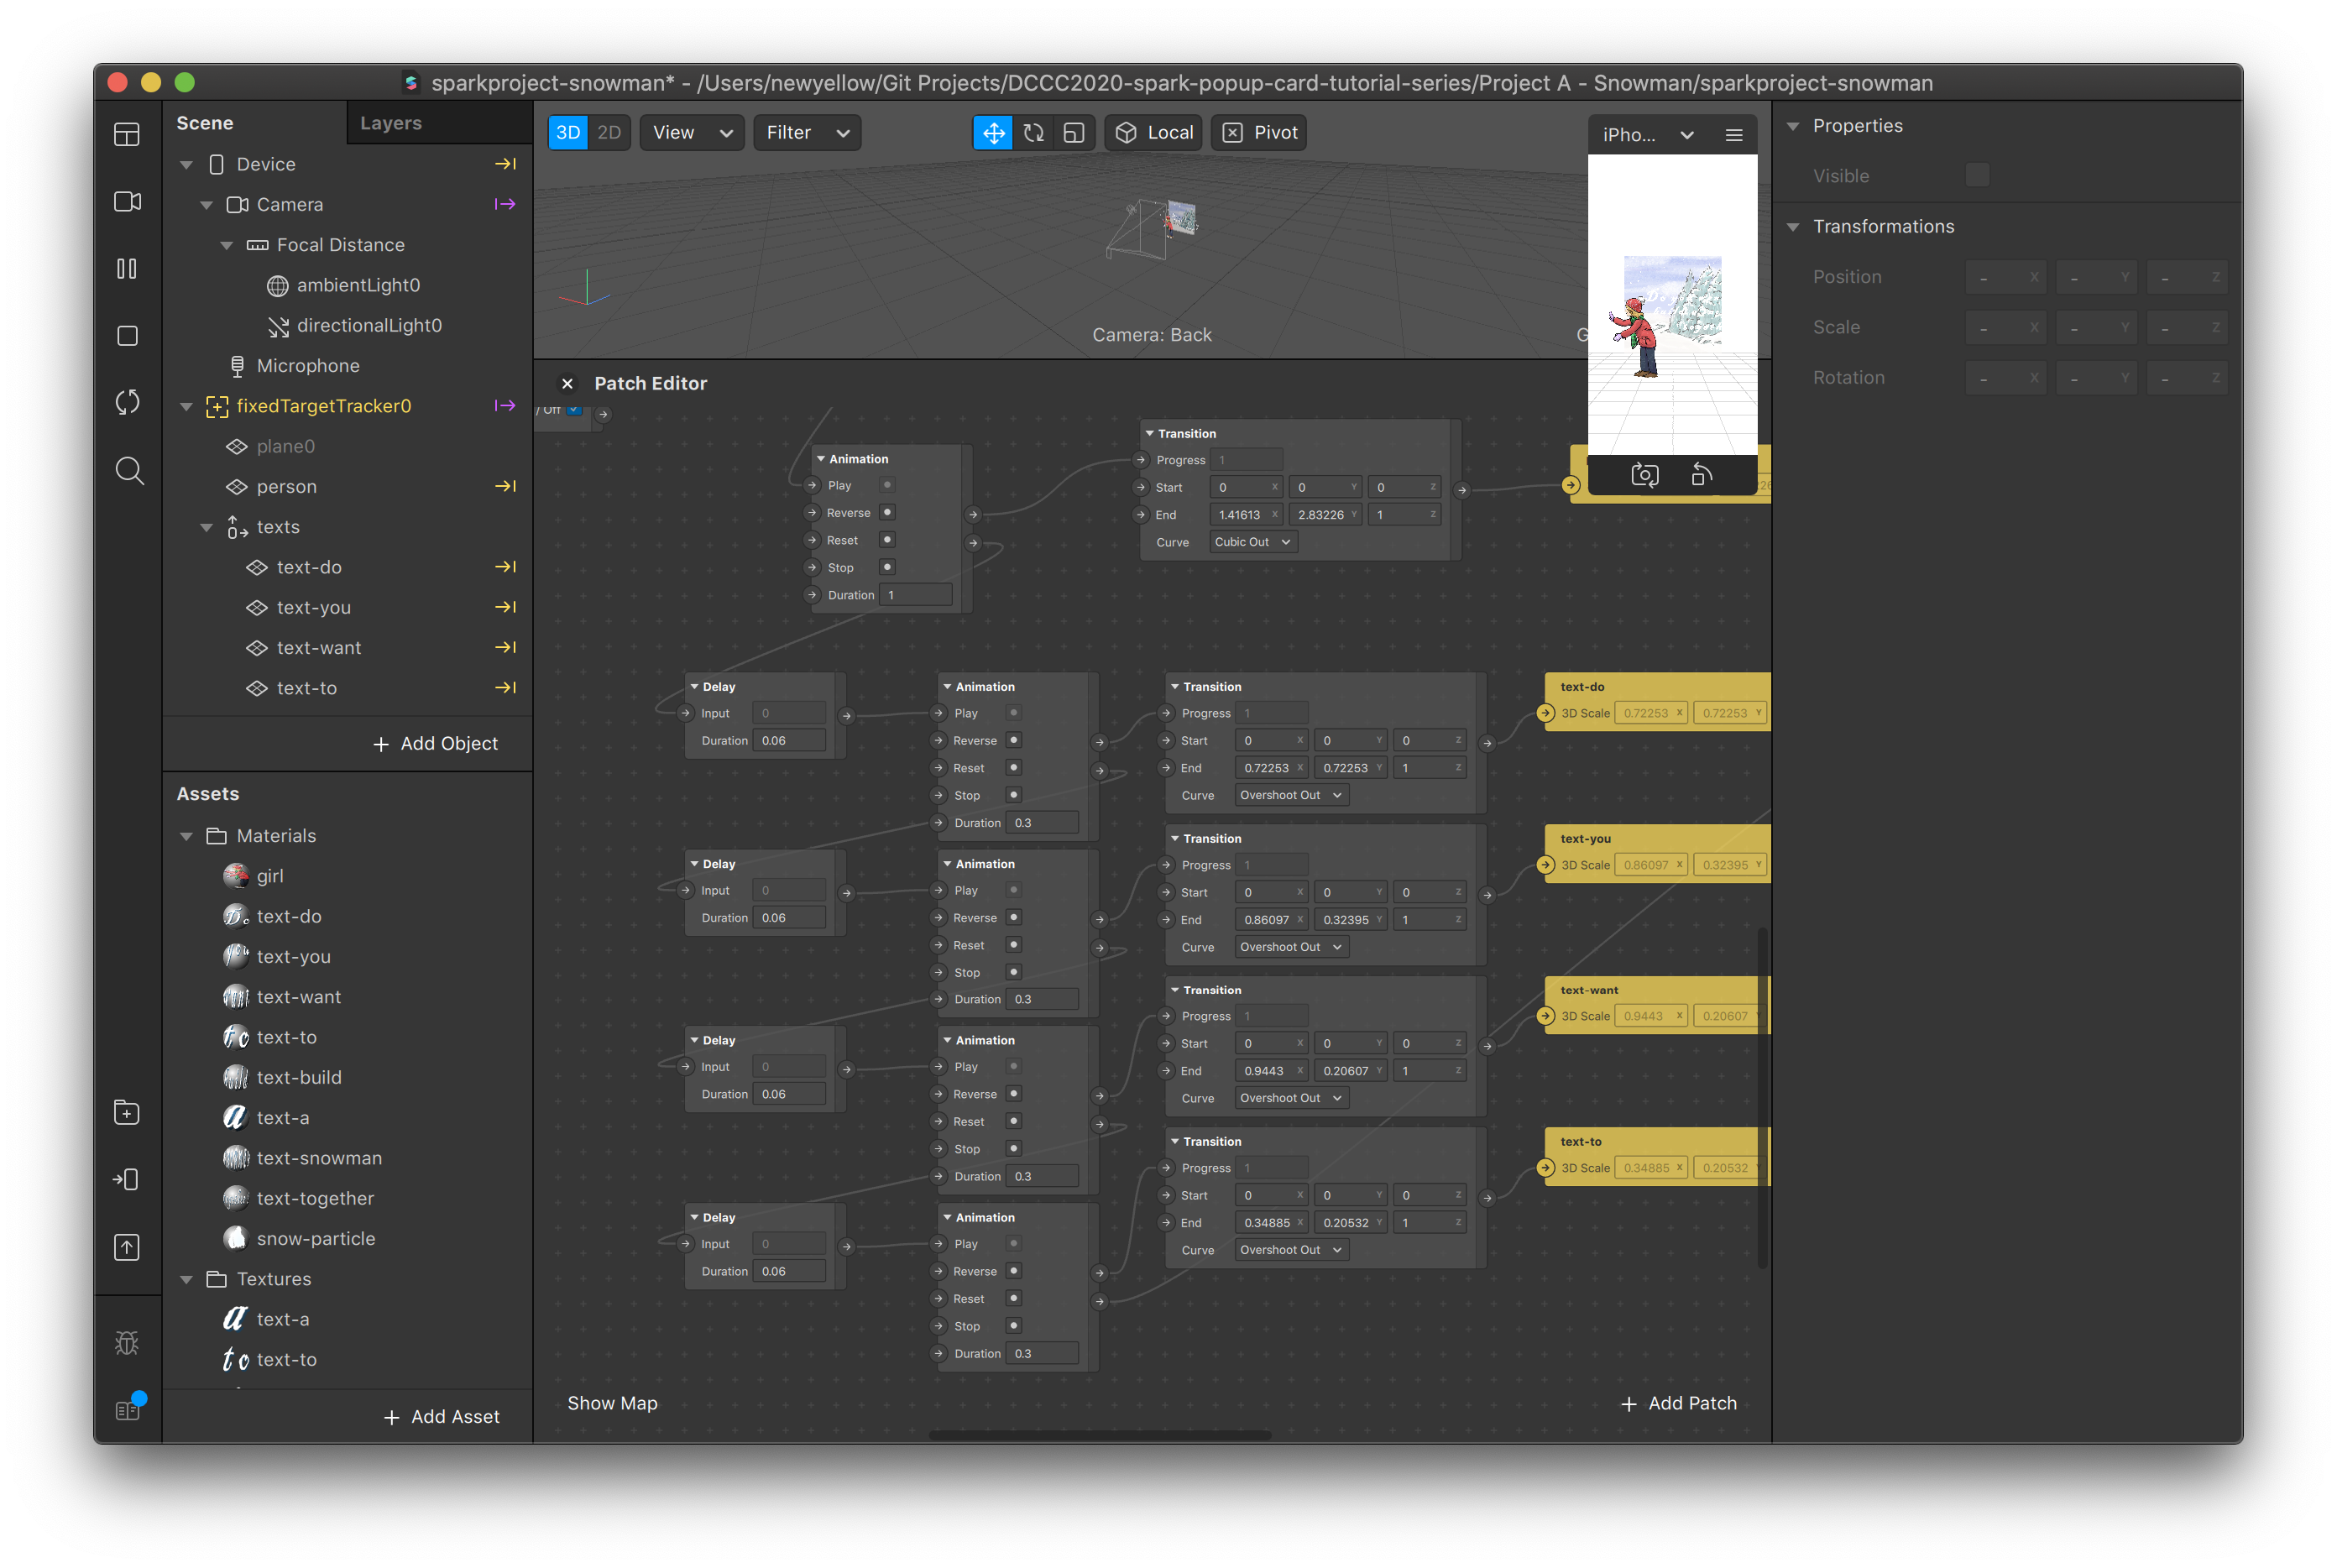 sparkproject-snowman* - /Users/newyellow/Git Projects/DCCC2020-spark-popup-card-tutorial-series/Project A - Snowman/sparkproject-snowman
Scene
Layers
Device
Camera
Focal Distance
ambientLight0
directionalLight0
Microphone
fixedTargetTracker0
plane0
person
texts
text-do
text-you
text-want
text-to
+ Add Object
Assets
Materials
girl
text-do
text-you
text-want
text-to
text-build
text-a
text-snowman
text-together
snow-particle
Textures
text-a
text-to
+ Add Asset
3D 2D View Filter Local Pivot
Camera: Back
iPho...
Patch Editor
/ Off
Animation
Play
Reverse
Reset
Stop
Duration 1
Transition
Progress 1
Start 0 X 0 Y 0 Z
End 1.41613 X 2.83226 Y 1 Z
Curve Cubic Out
Delay
Input 0
Duration 0.06
Animation
Play
Reverse
Reset
Stop
Duration 0.3
Transition
Progress 1
Start 0 X 0 Y 0 Z
End 0.72253 X 0.72253 Y 1 Z
Curve Overshoot Out
text-do
3D Scale 0.72253 X 0.72253 Y
Delay
Input 0
Duration 0.06
Animation
Play
Reverse
Reset
Stop
Duration 0.3
Transition
Progress 1
Start 0 X 0 Y 0 Z
End 0.86097 X 0.32395 Y 1 Z
Curve Overshoot Out
text-you
3D Scale 0.86097 X 0.32395 Y
Delay
Input 0
Duration 0.06
Animation
Play
Reverse
Reset
Stop
Duration 0.3
Transition
Progress 1
Start 0 X 0 Y 0 Z
End 0.9443 X 0.20607 Y 1 Z
Curve Overshoot Out
text-want
3D Scale 0.9443 X 0.20607 Y
Delay
Input 0
Duration 0.06
Animation
Play
Reverse
Reset
Stop
Duration 0.3
Transition
Progress 1
Start 0 X 0 Y 0 Z
End 0.34885 X 0.20532 Y 1 Z
Curve Overshoot Out
text-to
3D Scale 0.34885 X 0.20532 Y
Show Map
+ Add Patch
Properties
Visible
Transformations
Position - X - Y - Z
Scale - X - Y - Z
Rotation - X - Y - Z